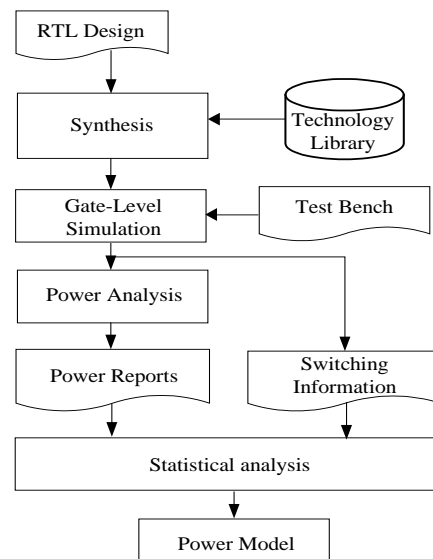 RTL Design
Synthesis
Technology
Library
Gate-Level
Simulation
Test Bench
Power Analysis
Power Reports
Switching
Information
Statistical analysis
Power Model